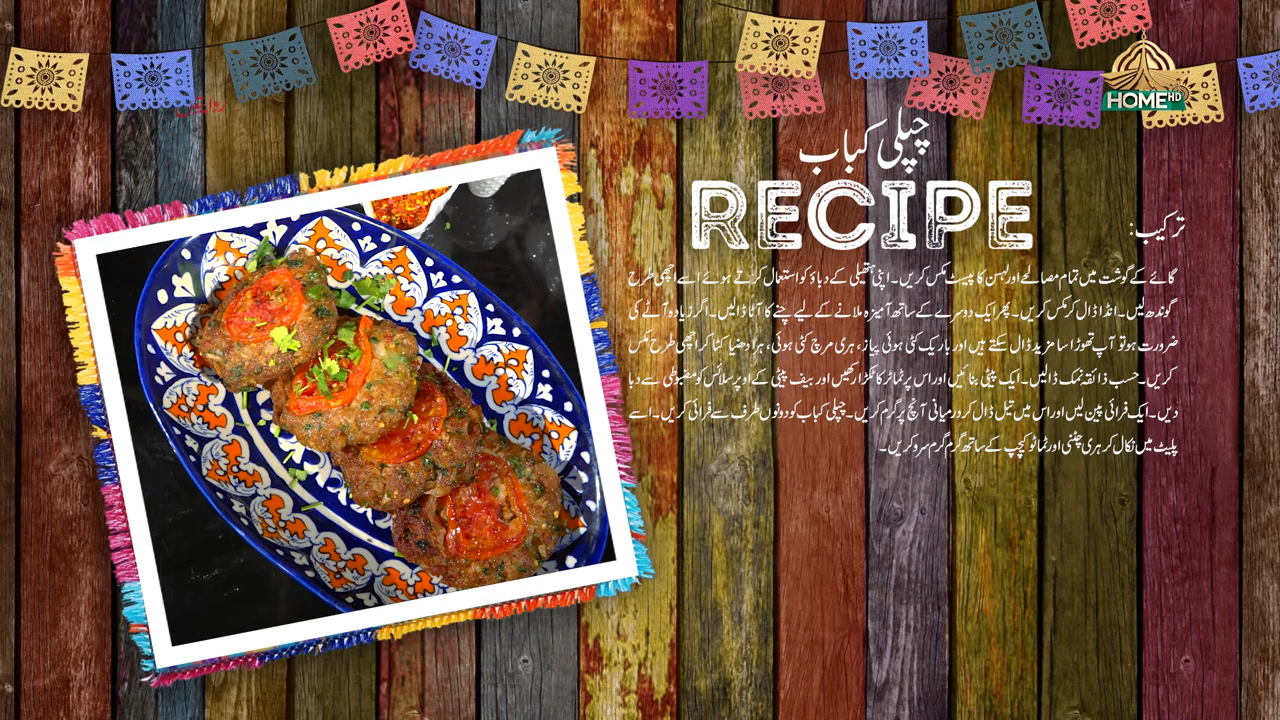 HOME HD
چپلی کباب
RECIPE
ترکیب:
گائے کے گوشت میں تمام مصالحے اور لہسن کا پیسٹ مکس کریں۔ اپنی ہتھیلی کے دباؤ کو استعمال کرتے ہوئے اسے اچھی طرح
گوندھ لیں۔ انڈا ڈال کر مکس کریں۔ پھر ایک دوسرے کے ساتھ آمیزہ ملانے کے لیے چنے کا آٹا ڈالیں۔ اگر زیادہ آٹے کی
ضرورت ہو تو آپ تھوڑا سا مزید ڈال سکتے ہیں اور باریک کٹی ہوئی پیاز، ہری مرچ کٹی ہوئی، ہرا دھنیا کٹا کر اچھی طرح مکس
کریں۔ حسب ذائقہ نمک ڈالیں۔ ایک پیٹی بنائیں اور اس پر ٹماٹر کا ٹکڑا رکھیں اور بیف پیٹی کے اوپر سلائس کو مضبوطی سے دبا
دیں۔ ایک فرائی پین لیں اور اس میں تیل ڈال کر درمیانی آنچ پر گرم کریں۔ چپلی کباب کو دونوں طرف سے فرائی کریں۔ اسے
پلیٹ میں نکال کر ہری چٹنی اور ٹماٹو کیچپ کے ساتھ گرم گرم سرو کریں۔